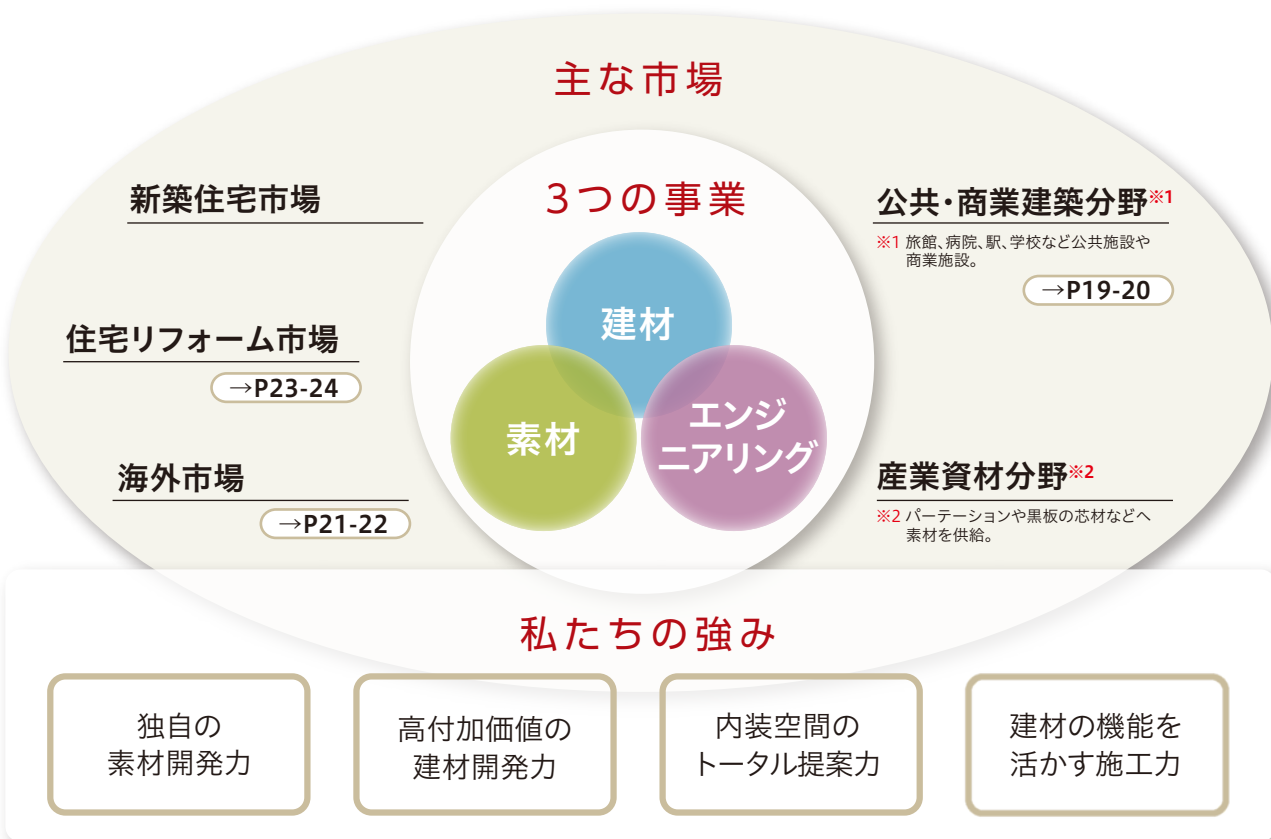 主な市場
新築住宅市場
住宅リフォーム市場
→P23-24
海外市場
→P21-22
3つの事業
建材
素材
エンジ
ニアリング
公共・商業建築分野※1
※1 旅館、病院、駅、学校など公共施設や
商業施設。
→P19-20
産業資材分野※2
※2 パーテーションや黒板の芯材などへ
素材を供給。
私たちの強み
独自の
素材開発力
高付加価値の
建材開発力
内装空間の
トータル提案力
建材の機能を
活かす施工力